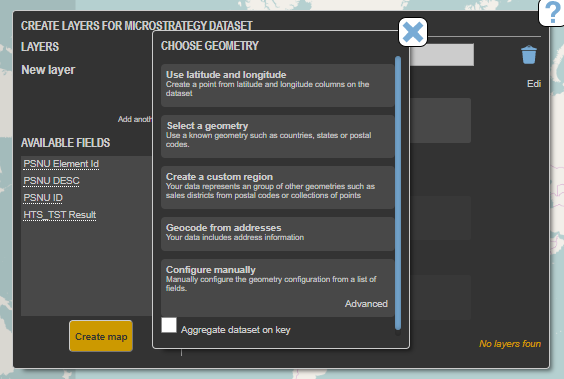 ?
CREATE LAYERS FOR MICROSTRATEGY DATASET
LAYERS
New layer
Add anoth
AVAILABLE FIELDS
PSNU Element Id
PSNU DESC
PSNU ID
HTS_TST Result
Create map
CHOOSE GEOMETRY
Use latitude and longitude
Create a point from latitude and longitude columns on the
dataset
Select a geometry
Use a known geometry such as countries, states or postal
codes.
Create a custom region
Your data represents an group of other geometries such as
sales districts from postal codes or collections of points
Geocode from addresses
Your data includes address information
Configure manually
Manually configure the geometry configuration from a list of
fields.
Advanced
Aggregate dataset on key
Edi
No layers foun